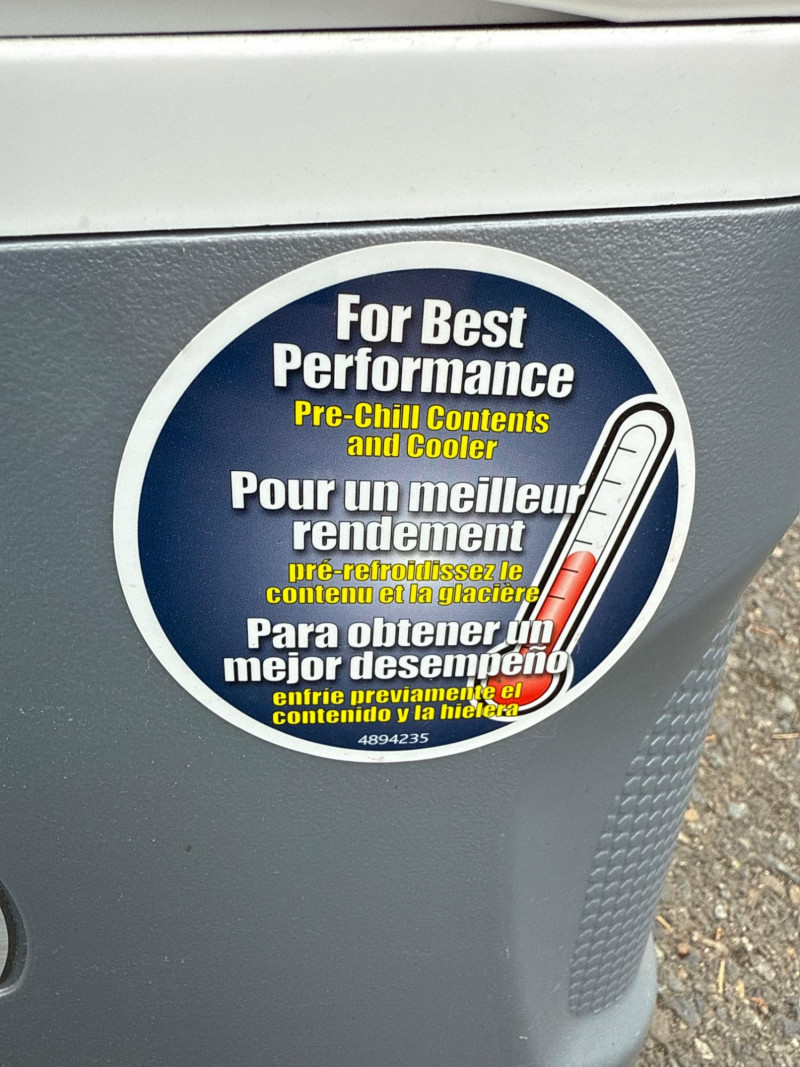 For Best
Performance
Pre-Chill Contents
and Cooler
Pour un meilleur
rendement
pré-refroidissez le
contenu et la glacière
Para obtener un
mejor desempeño
enfríe previamente el
contenido y la hielera
4894235